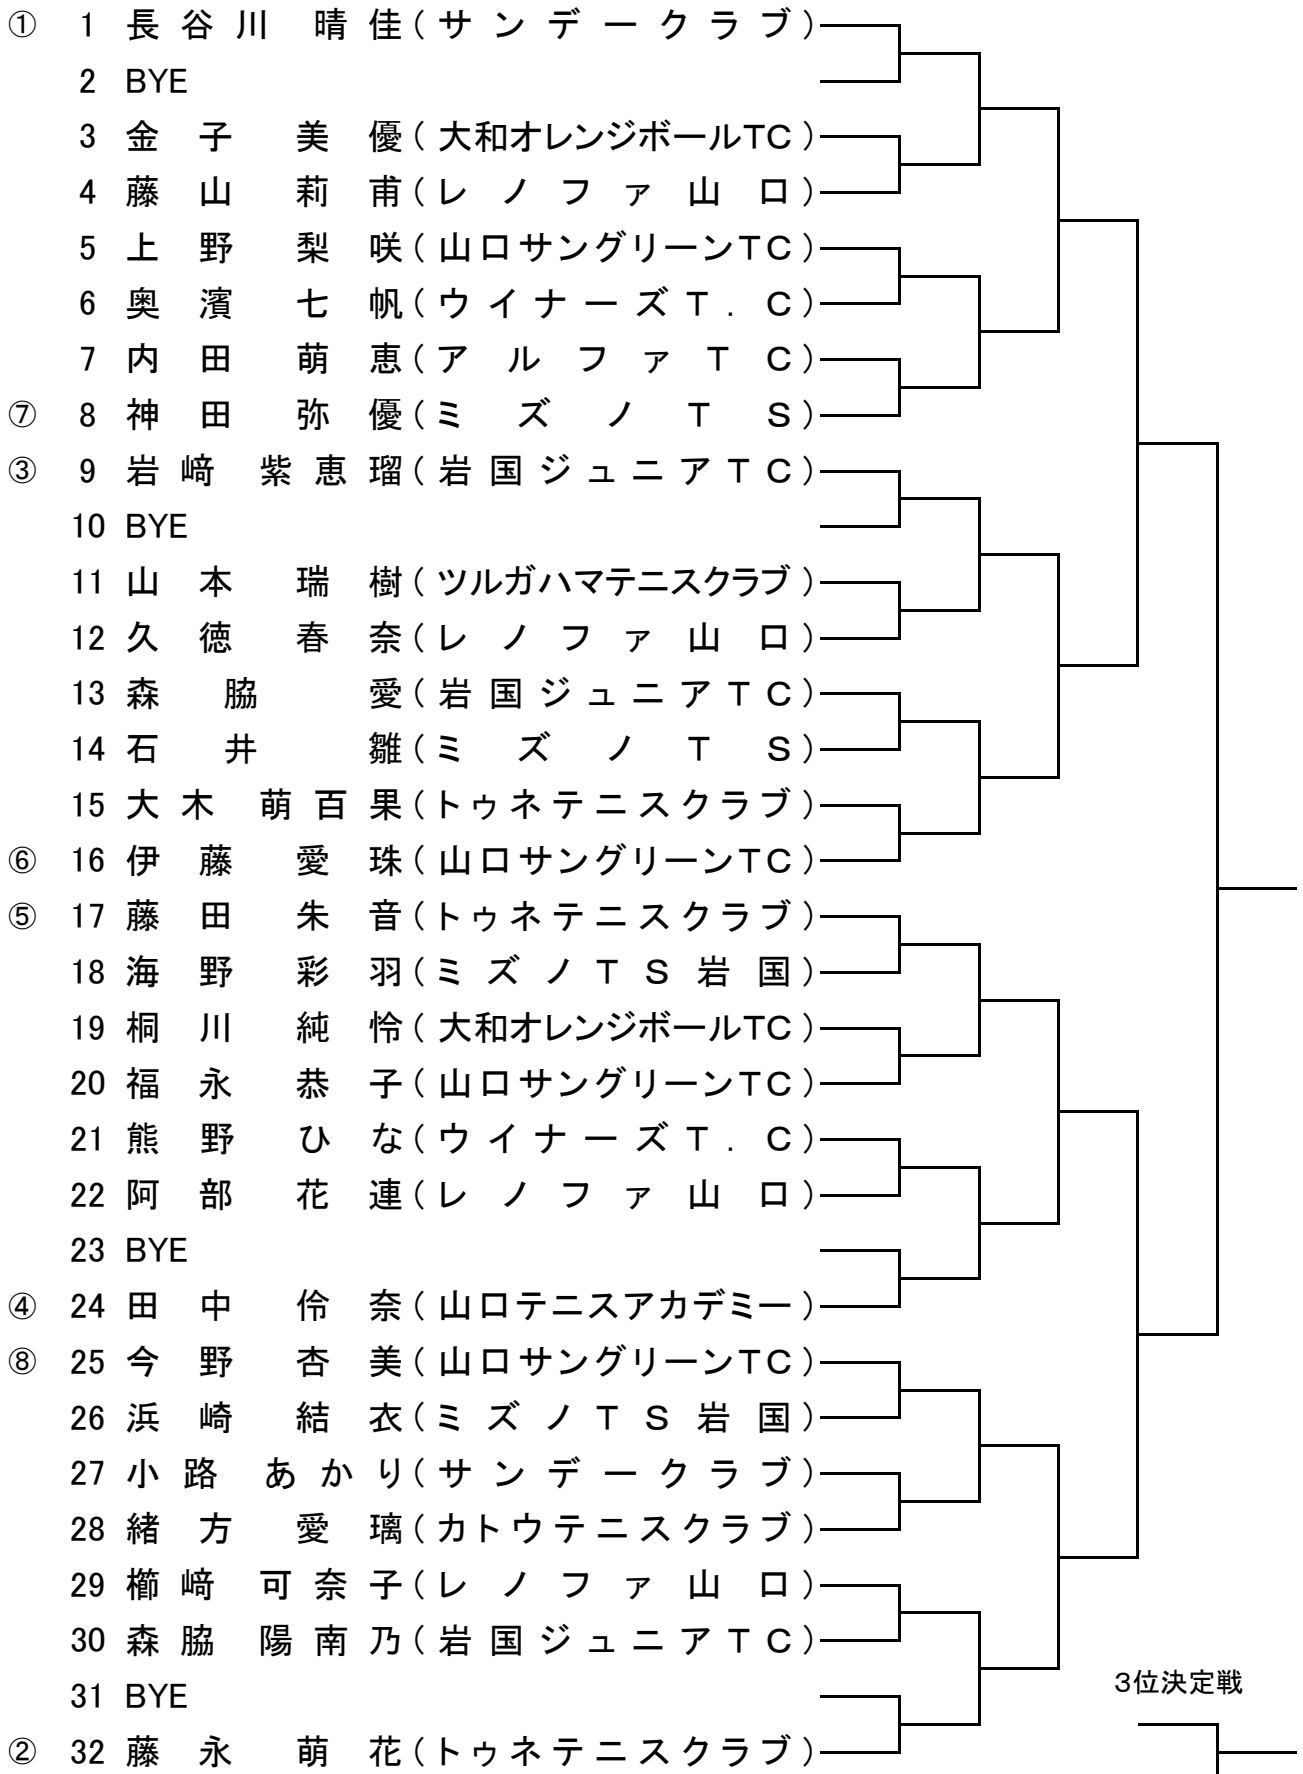 ① 1 長谷川 晴佳(サンデークラブ)
2 BYE
3 金子 美優(大和オレンジボールTC)
4 藤山 莉甫(レノファ山口)
5 上野 梨咲(山口サングリーンTC)
6 奥濱 七帆(ウイナーズT.C)
7 内田 萌恵(アルファTC)
⑦ 8 神田 弥優(ミズノTS)
③ 9 岩﨑 紫恵瑠(岩国ジュニアTC)
10 BYE
11 山本 瑞樹(ツルガハマテニスクラブ)
12 久徳 春奈(レノファ山口)
13 森脇 愛(岩国ジュニアTC)
14 石井 雛(ミズノTS)
15 大木 萌百果(トゥネテニスクラブ)
⑥ 16 伊藤 愛珠(山口サングリーンTC)
⑤ 17 藤田 朱音(トゥネテニスクラブ)
18 海野 彩羽(ミズノTS岩国)
19 桐川 純怜(大和オレンジボールTC)
20 福永 恭子(山口サングリーンTC)
21 熊野 ひな(ウイナーズT.C)
22 阿部 花連(レノファ山口)
23 BYE
④ 24 田中 伶奈(山口テニスアカデミー)
⑧ 25 今野 杏美(山口サングリーンTC)
26 浜崎 結衣(ミズノTS岩国)
27 小路 あかり(サンデークラブ)
28 緒方 愛璃(カトウテニスクラブ)
29 櫛﨑 可奈子(レノファ山口)
30 森脇 陽南乃(岩国ジュニアTC)
31 BYE
3位決定戦
② 32 藤永 萌花(トゥネテニスクラブ)